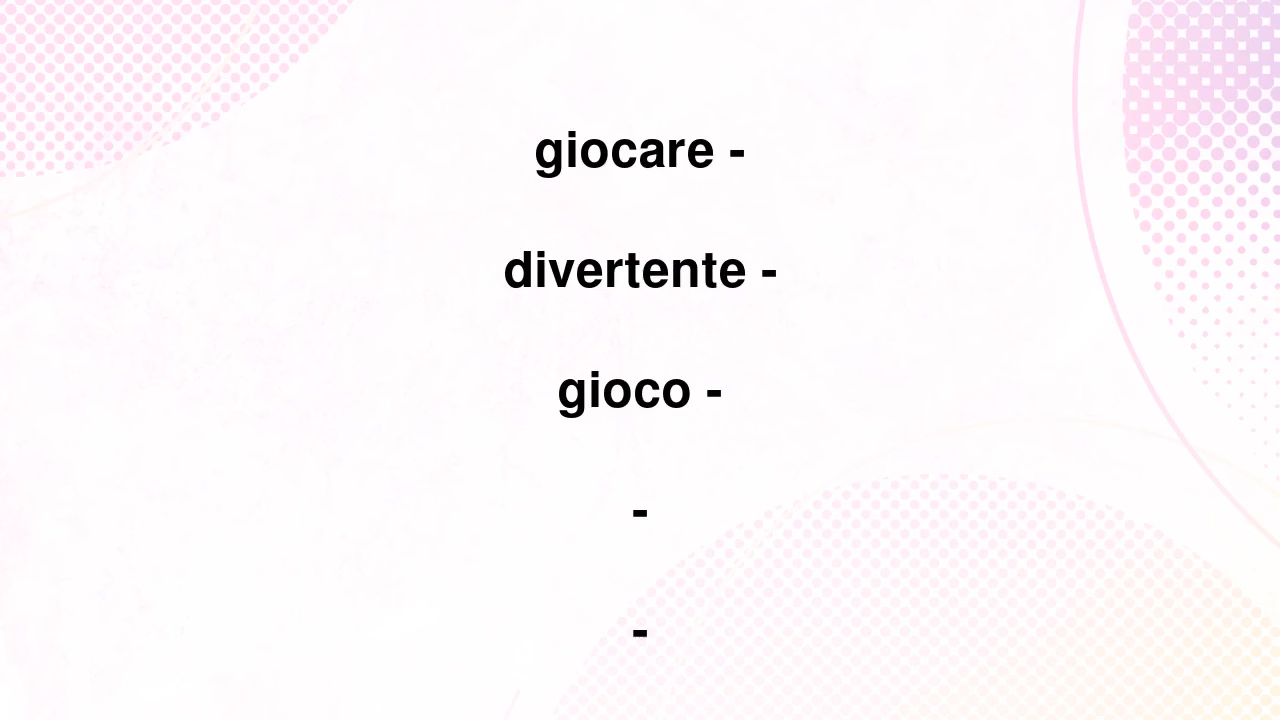 giocare -
divertente -
gioco -
-
-